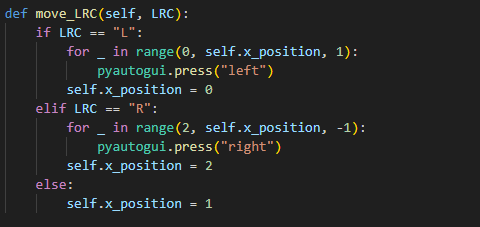 def move_LRC(self, LRC):
    if LRC == "L":
        for _ in range(0, self.x_position, 1):
            pyautogui.press("left")
        self.x_position = 0
    elif LRC == "R":
        for _ in range(2, self.x_position, -1):
            pyautogui.press("right")
        self.x_position = 2
    else:
        self.x_position = 1